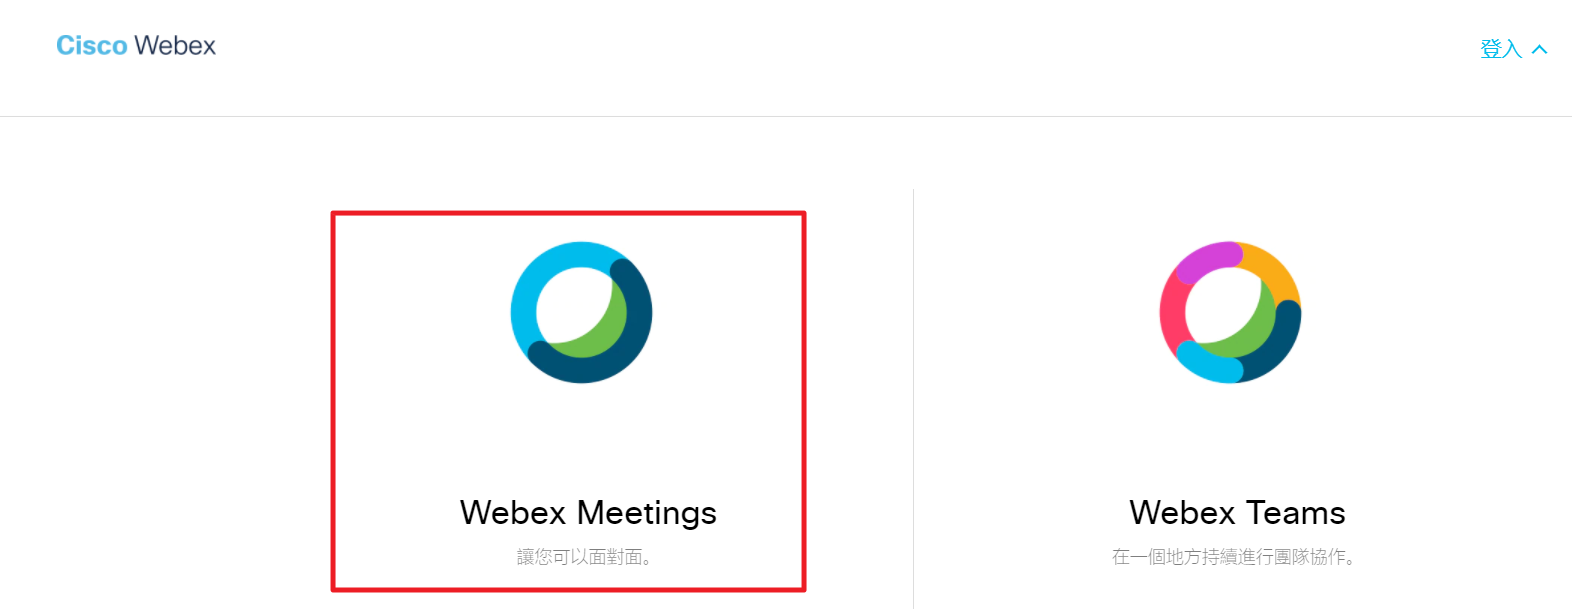 Cisco Webex
登入
Webex Meetings
讓您可以面對面。
Webex Teams
在一個地方持續進行團隊協作。